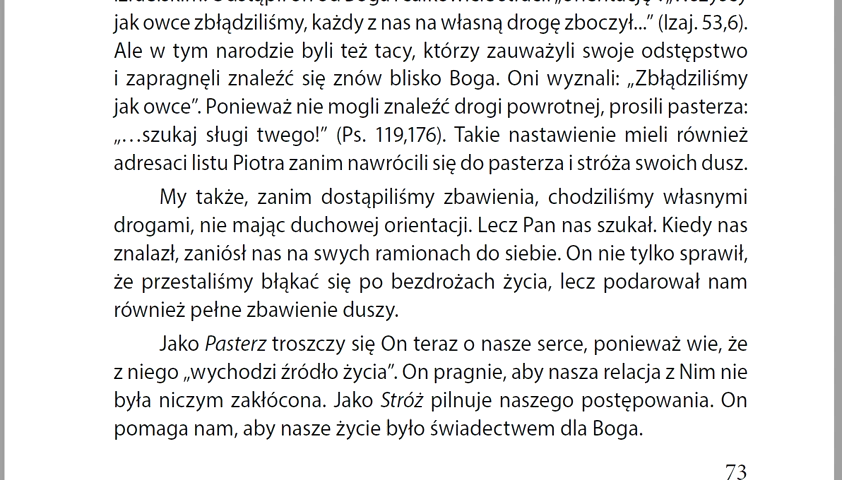 jak owce zbłądziliśmy, każdy z nas na własną drogę zboczył...” (Izaj. 53,6).
Ale w tym narodzie byli też tacy, którzy zauważyli swoje odstępstwo
i zapragnęli znaleźć się znów blisko Boga. Oni wyznali: „Zbłądziliśmy
jak owce”. Ponieważ nie mogli znaleźć drogi powrotnej, prosili pasterza:
„…szukaj sługi twego!” (Ps. 119,176). Takie nastawienie mieli również
adresaci listu Piotra zanim nawrócili się do pasterza i stróża swoich dusz.
My także, zanim dostąpiliśmy zbawienia, chodziliśmy własnymi
drogami, nie mając duchowej orientacji. Lecz Pan nas szukał. Kiedy nas
znalazł, zaniósł nas na swych ramionach do siebie. On nie tylko sprawił,
że przestaliśmy błąkać się po bezdrożach życia, lecz podarował nam
również pełne zbawienie duszy.
Jako Pasterz troszczy się On teraz o nasze serce, ponieważ wie, że
z niego „wychodzi źródło życia”. On pragnie, aby nasza relacja z Nim nie
była niczym zakłócona. Jako Stróż pilnuje naszego postępowania. On
pomaga nam, aby nasze życie było świadectwem dla Boga.
73